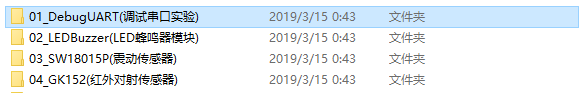 01_DebugUART(调试串口实验) 2019/3/15 0:43 文件夹
02_LEDBuzzer(LED蜂鸣器模块) 2019/3/15 0:43 文件夹
03_SW18015P(震动传感器) 2019/3/15 0:43 文件夹
04_GK152(红外对射传感器) 2019/3/15 0:43 文件夹